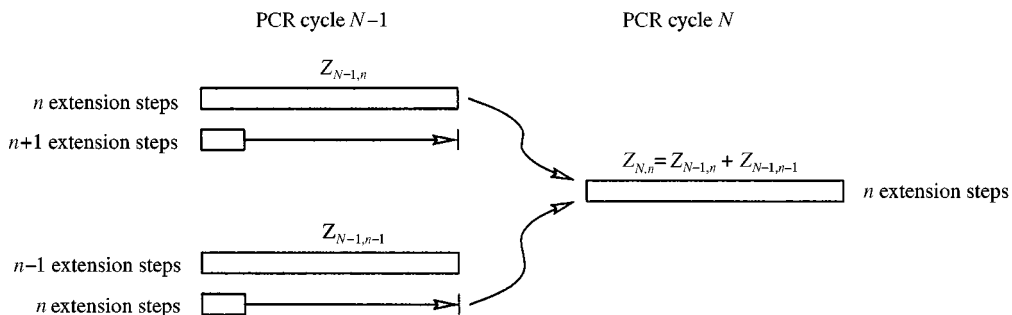 PCR cycle N−1
PCR cycle N
Z_{N−1,n}
n extension steps
n+1 extension steps
Z_{N,n} = Z_{N−1,n} + Z_{N−1,n−1}
n extension steps
Z_{N−1,n−1}
n−1 extension steps
n extension steps